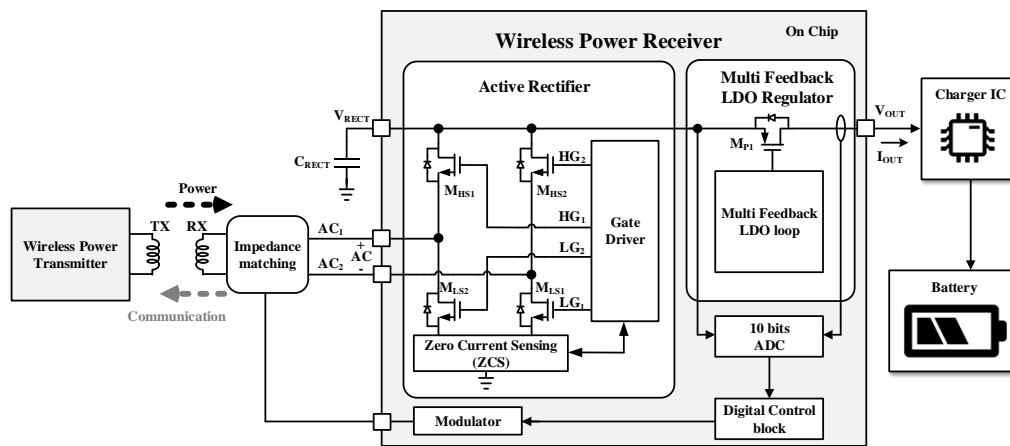 On Chip
Wireless Power Receiver
Active Rectifier
Multi Feedback
LDO Regulator
Charger IC
VRECT
VOUT
IOUT
CRECT
MP1
MHS1
MHS2
HG2
HG1
LG2
LG1
Gate
Driver
Multi Feedback
LDO loop
Power
TX
RX
Wireless Power
Transmitter
Impedance
matching
AC1
+
AC
-
AC2
Communication
MLS2
MLS1
Zero Current Sensing
(ZCS)
10 bits
ADC
Battery
Modulator
Digital Control
block